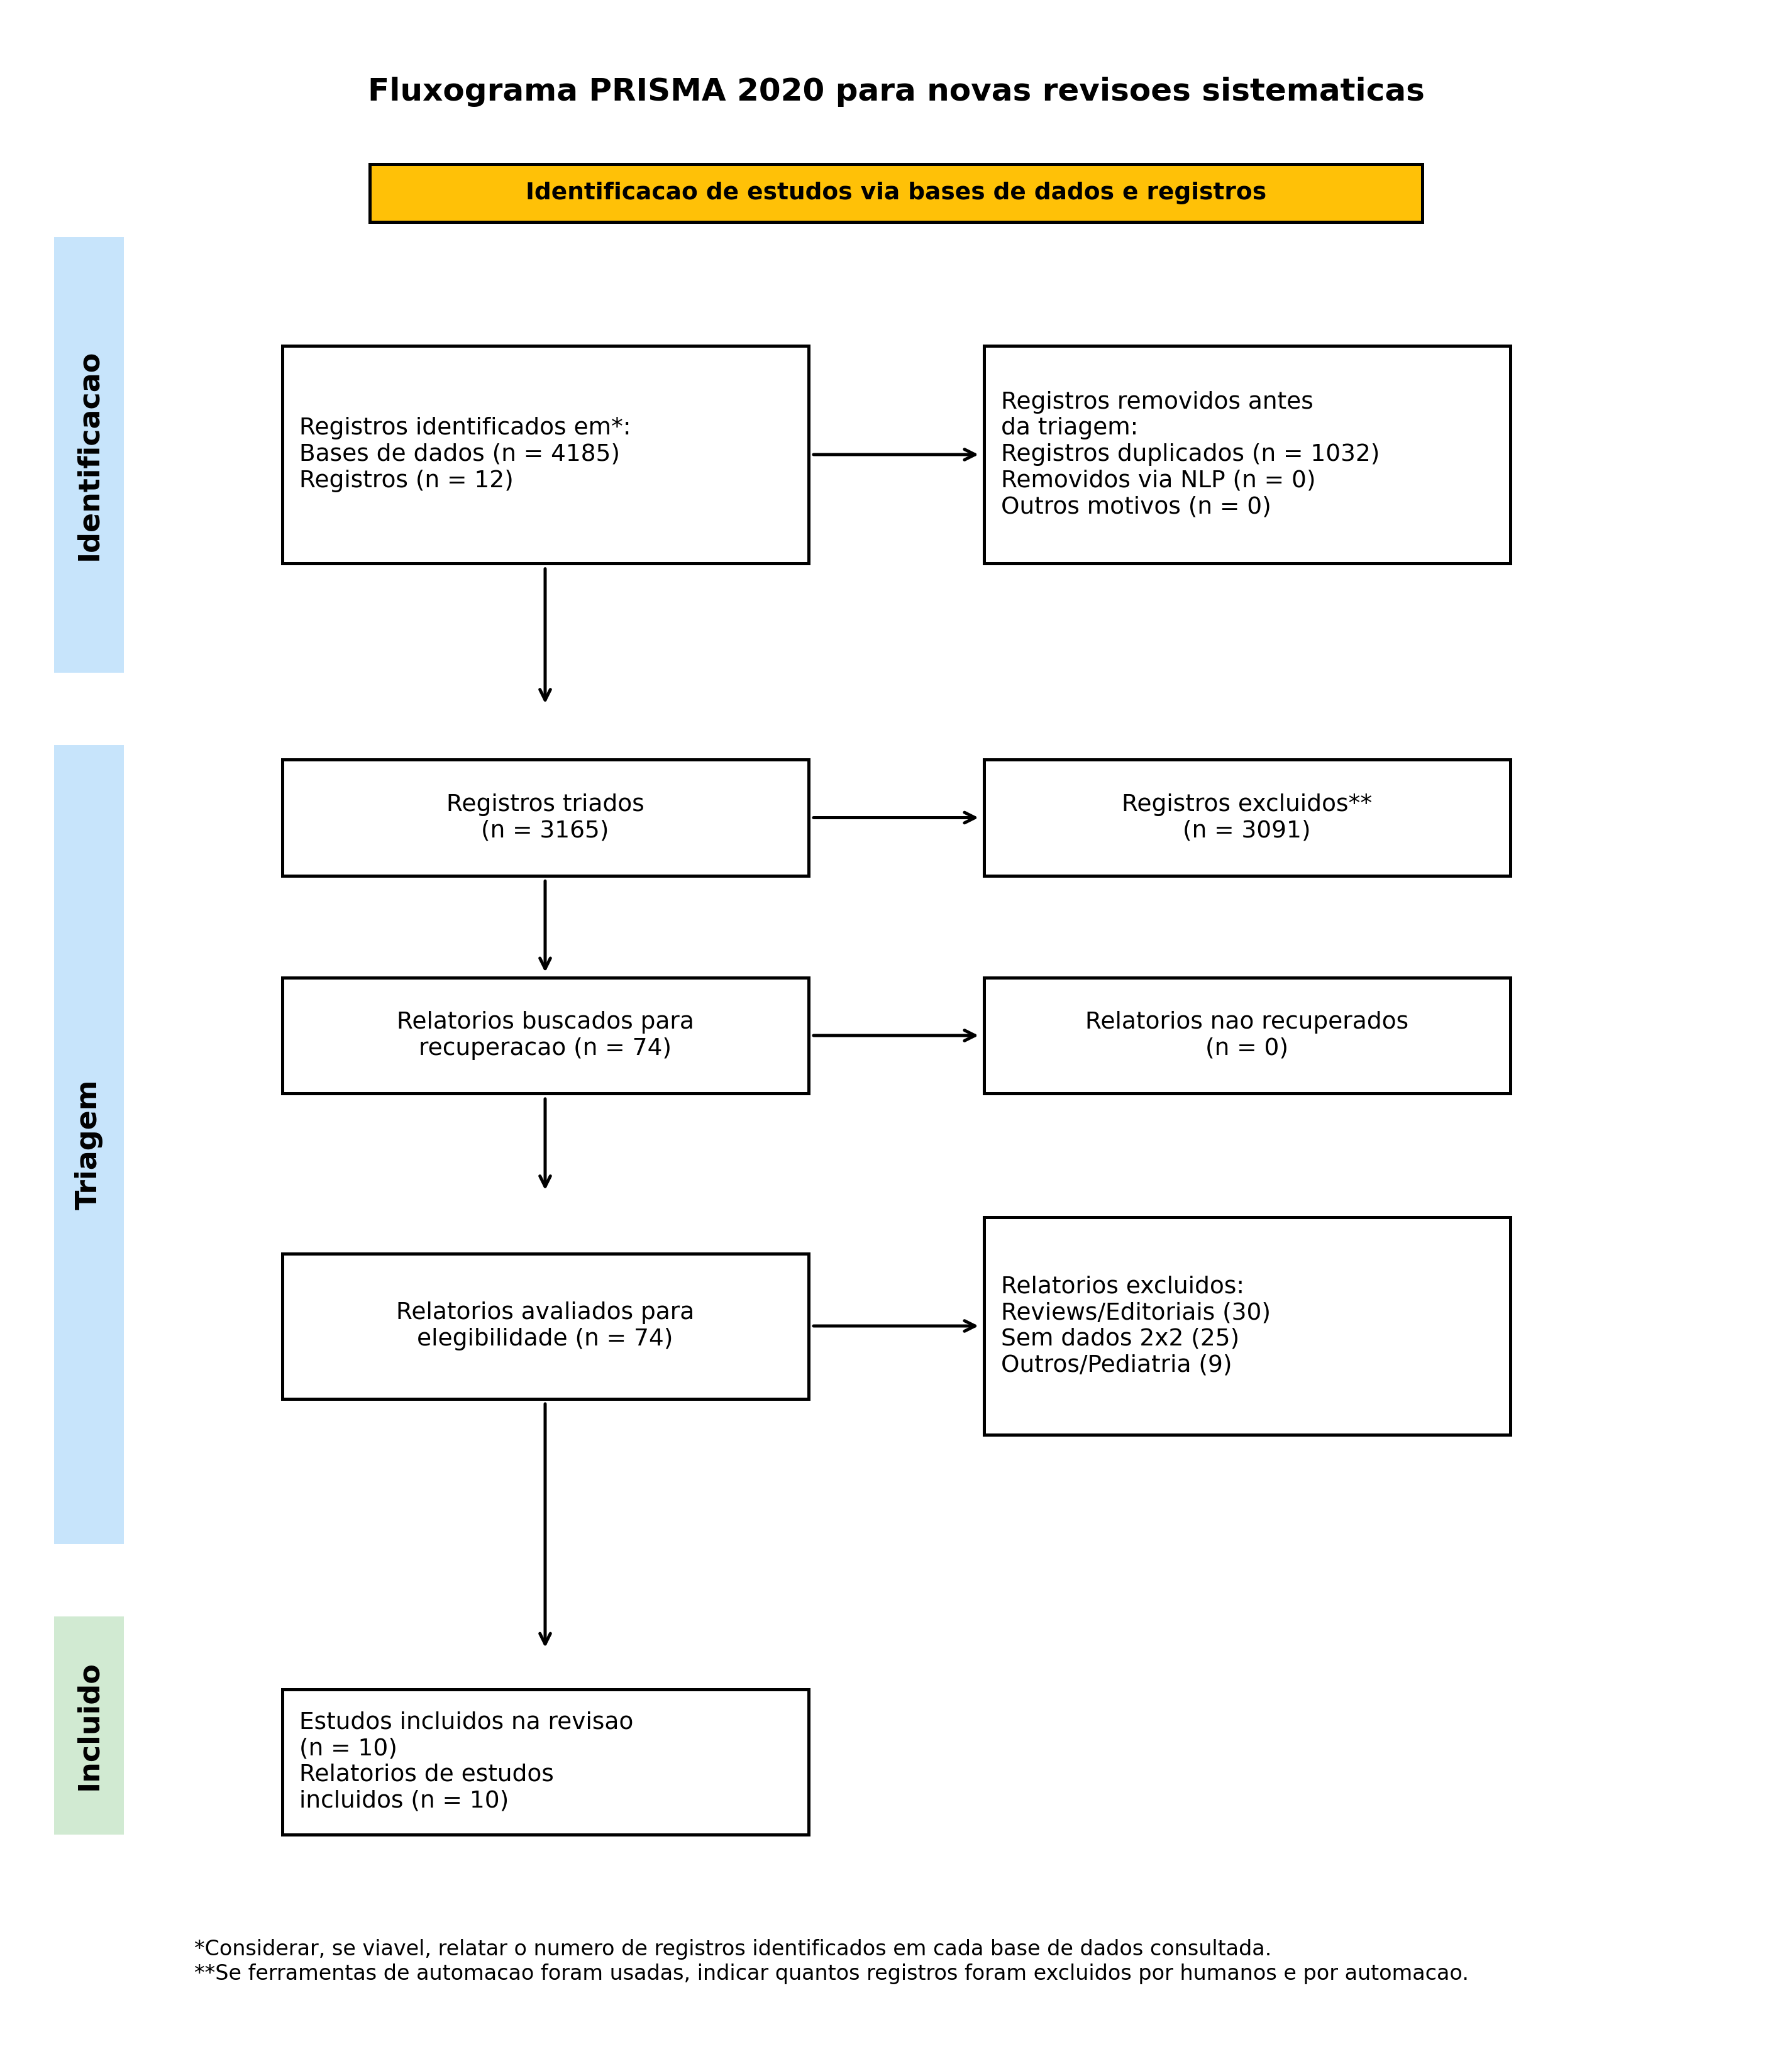 Fluxograma PRISMA 2020 para novas revisoes sistematicas
Identificacao de estudos via bases de dados e registros
Identificacao
Registros identificados em*:
Bases de dados (n = 4185)
Registros (n = 12)
Registros removidos antes
da triagem:
Registros duplicados (n = 1032)
Removidos via NLP (n = 0)
Outros motivos (n = 0)
Triagem
Registros triados
(n = 3165)
Registros excluidos**
(n = 3091)
Relatorios buscados para
recuperacao (n = 74)
Relatorios nao recuperados
(n = 0)
Relatorios avaliados para
elegibilidade (n = 74)
Relatorios excluidos:
Reviews/Editoriais (30)
Sem dados 2x2 (25)
Outros/Pediatria (9)
Incluido
Estudos incluidos na revisao
(n = 10)
Relatorios de estudos
incluidos (n = 10)
*Considerar, se viavel, relatar o numero de registros identificados em cada base de dados consultada.
**Se ferramentas de automacao foram usadas, indicar quantos registros foram excluidos por humanos e por automacao.